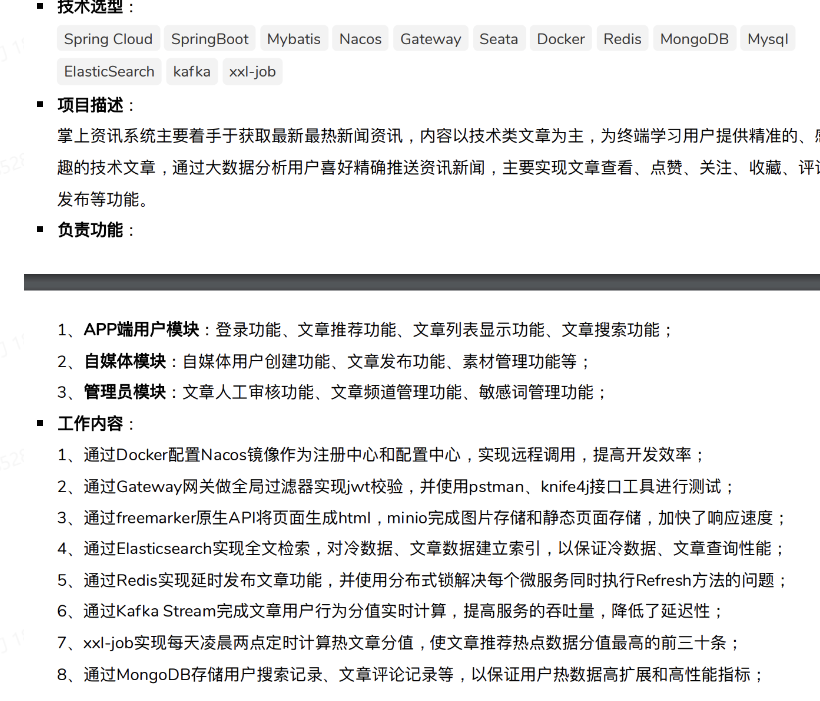 技术选型：
Spring Cloud SpringBoot Mybatis Nacos Gateway Seata Docker Redis MongoDB Mysql
ElasticSearch kafka xxl-job
项目描述：
掌上资讯系统主要着手于获取最新最热新闻资讯，内容以技术类文章为主，为终端学习用户提供精准的、
趣的技术文章，通过大数据分析用户喜好精确推送资讯新闻，主要实现文章查看、点赞、关注、收藏、评
发布等功能。
负责功能：
1、APP端用户模块：登录功能、文章推荐功能、文章列表显示功能、文章搜索功能；
2、自媒体模块：自媒体用户创建功能、文章发布功能、素材管理功能等；
3、管理员模块：文章人工审核功能、文章频道管理功能、敏感词管理功能；
工作内容：
1、通过Docker配置Nacos镜像作为注册中心和配置中心，实现远程调用，提高开发效率；
2、通过Gateway网关做全局过滤器实现jwt校验，并使用pstman、knife4j接口工具进行测试；
3、通过freemarker原生API将页面生成html，minio完成图片存储和静态页面存储，加快了响应速度；
4、通过Elasticsearch实现全文检索，对冷数据、文章数据建立索引，以保证冷数据、文章查询性能；
5、通过Redis实现延时发布文章功能，并使用分布式锁解决每个微服务同时执行Refresh方法的问题；
6、通过Kafka Stream完成文章用户行为分值实时计算，提高服务的吞吐量，降低了延迟性；
7、xxl-job实现每天凌晨两点定时计算热文章分值，使文章推荐热点数据分值最高的前三十条；
8、通过MongoDB存储用户搜索记录、文章评论记录等，以保证用户热数据高扩展和高性能指标；